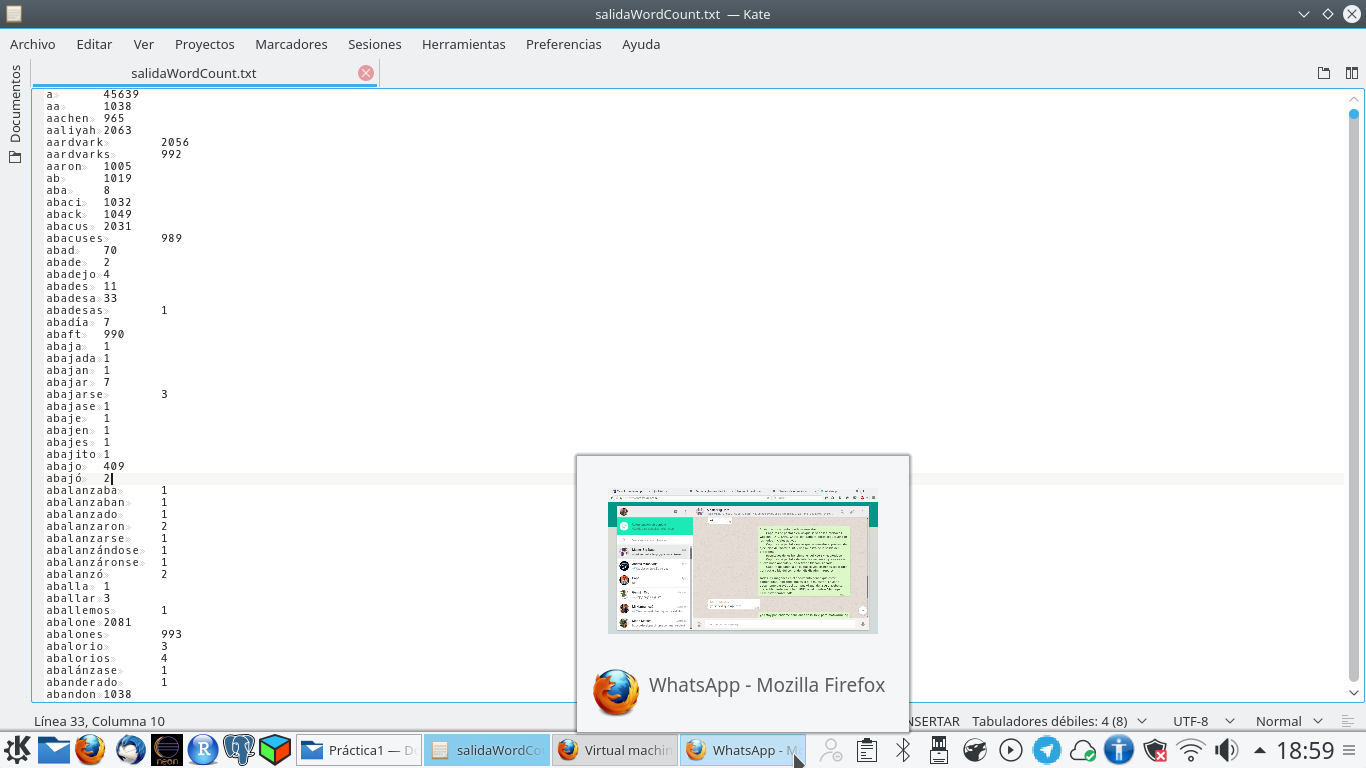 salidaWordCount.txt — Kate
Archivo Editar Ver Proyectos Marcadores Sesiones Herramientas Preferencias Ayuda
Documentos
salidaWordCount.txt
a» 45639
aa» 1038
aachen» 965
aaliyah»2063
aardvark» 2056
aardvarks» 992
aaron» 1005
ab» 1019
aba» 8
abaci» 1032
aback» 1049
abacus» 2031
abacuses» 989
abad» 70
abade» 2
abadejo»4
abades» 11
abadesa»33
abadesas» 1
abadía» 7
abaft» 990
abaja» 1
abajada»1
abajan» 1
abajar» 7
abajarse» 3
abajase»1
abaje» 1
abajen» 1
abajes» 1
abajito»1
abajo» 409
abajó» 2
abalanzaba» 1
abalanzaban» 1
abalanzado» 1
abalanzaron» 2
abalanzarse» 1
abalanzándose» 1
abalanzáronse» 1
abalanzó» 2
aballa» 1
aballar»3
aballemos» 1
abalone»2081
abalones» 993
abalorio» 3
abalorios» 4
abalánzase» 1
abanderado» 1
abandon»1038
WhatsApp - Mozilla Firefox
Línea 33, Columna 10
NSERTAR Tabuladores débiles: 4 (8) UTF-8 Normal
neon
R
Práctica1 — D
salidaWordCo
Virtual machin
WhatsApp - M
18:59